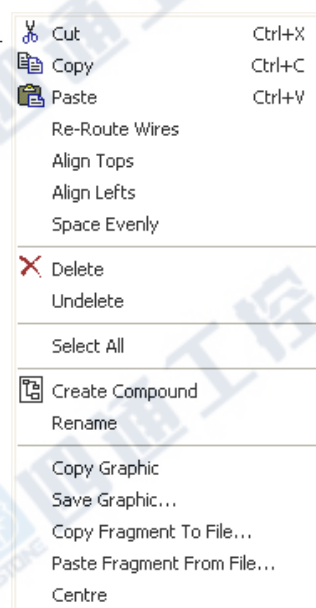 Cut Ctrl+X
Copy Ctrl+C
Paste Ctrl+V
Re-Route Wires
Align Tops
Align Lefts
Space Evenly
Delete
Undelete
Select All
Create Compound
Rename
Copy Graphic
Save Graphic...
Copy Fragment To File...
Paste Fragment From File...
Centre